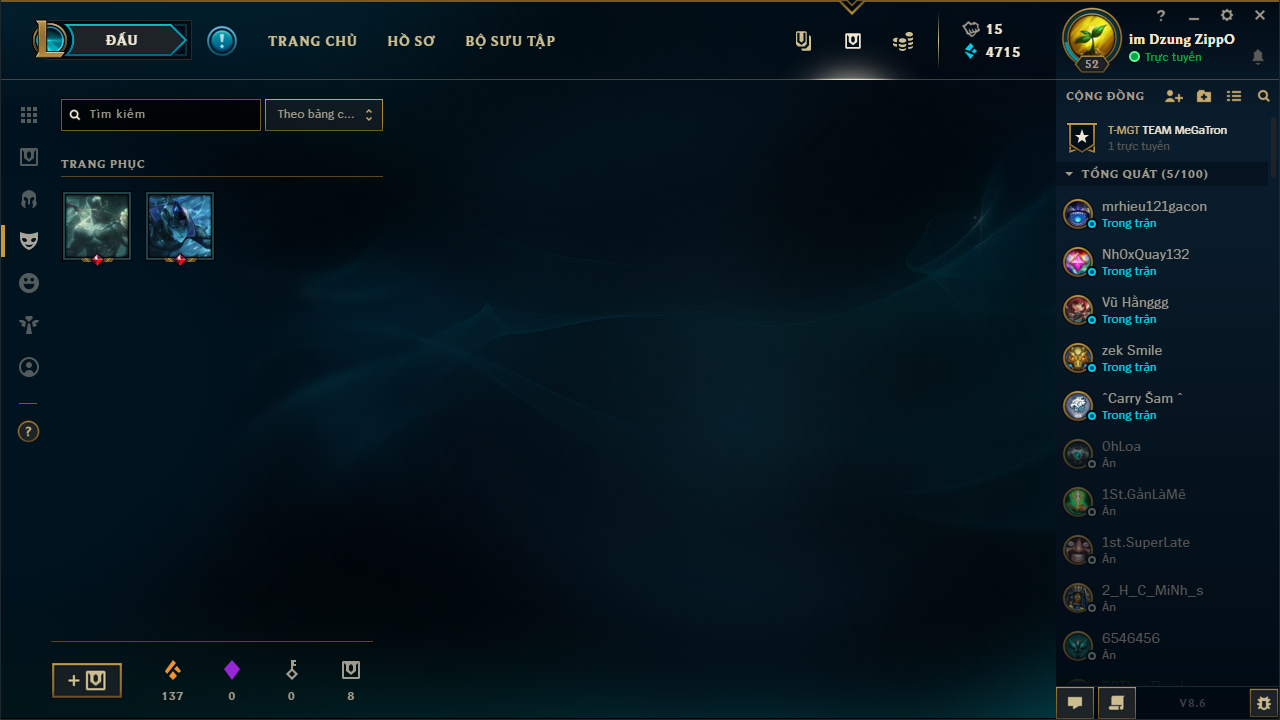 ĐẤU
!
TRANG CHỦ
HỒ SƠ
BỘ SƯU TẬP
15
4715
52
?
im Dzung ZippO
Trực tuyến
Tìm kiếm
Theo bảng c...
TRANG PHỤC
?
137
0
0
8
CỘNG ĐỒNG
T-MGT TEAM MeGaTron
1 trực tuyến
TỔNG QUÁT (5/100)
mrhieu121gacon
Trong trận
Nh0xQuay132
Trong trận
Vũ Hằnggg
Trong trận
zek Smile
Trong trận
ˆCarry Šam ˆ
Trong trận
0hLoa
Ẩn
1St.GằnLàMê
Ẩn
1st.SuperLate
Ẩn
2_H_C_MiNh_s
Ẩn
6546456
Ẩn
V8.6